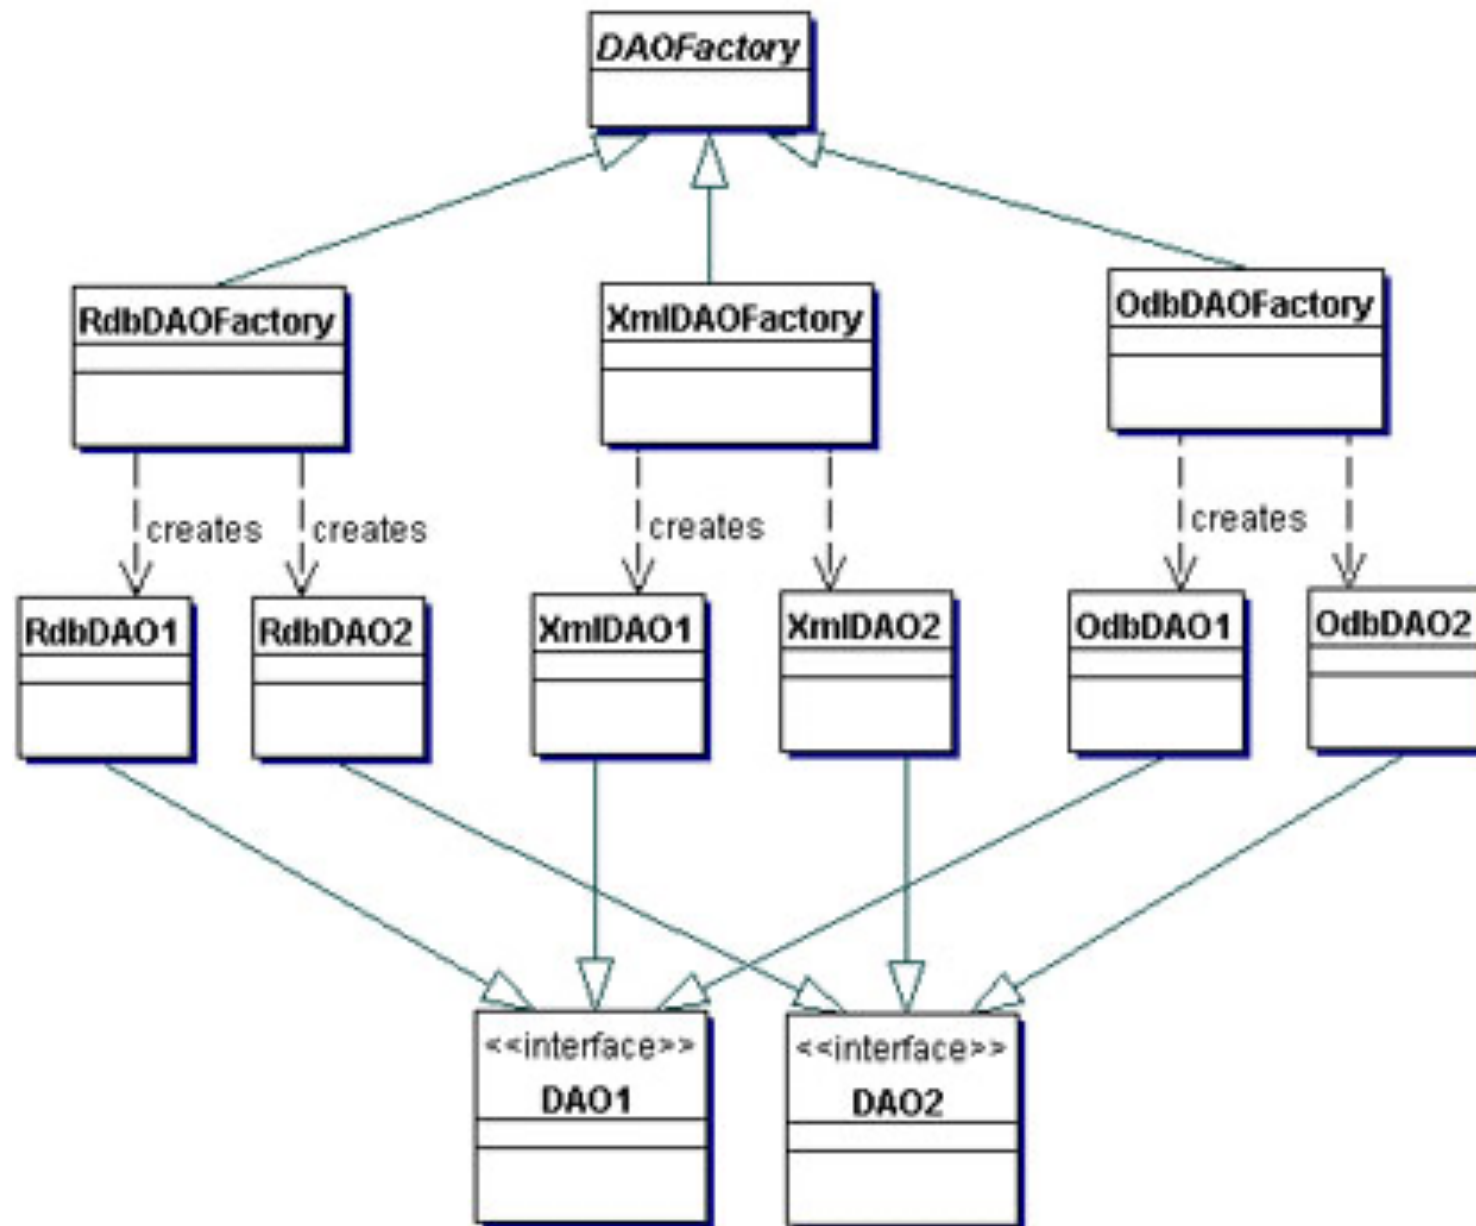 DAOFactory
RdbDAOFactory
XmlDAOFactory
OdbDAOFactory
creates
creates
creates
creates
RdbDAO1
RdbDAO2
XmlDAO1
XmlDAO2
OdbDAO1
OdbDAO2
<<interface>>
DAO1
<<interface>>
DAO2